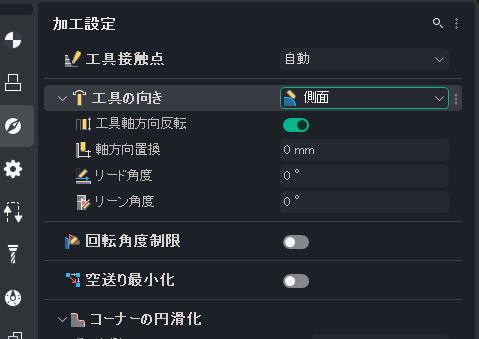 加工設定
工具接触点 自動
工具の向き 側面
工具軸方向反転
軸方向置換 0 mm
リード角度 0 °
リーン角度 0 °
回転角度制限
空送り最小化
コーナーの円滑化